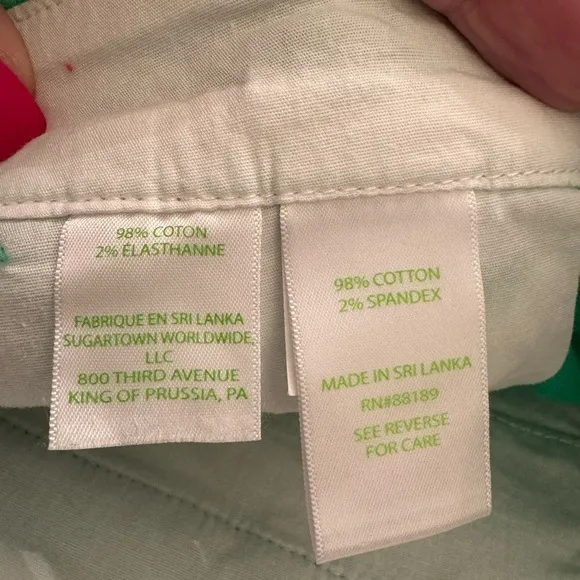 98% COTON
2% ÉLASTHANNE
FABRIQUE EN SRI LANKA
SUGARTOWN WORLDWIDE
LLC
800 THIRD AVENUE
KING OF PRUSSIA, PA
98% COTTON
2% SPANDEX
MADE IN SRI LANKA
RN#88189
SEE REVERSE
FOR CARE